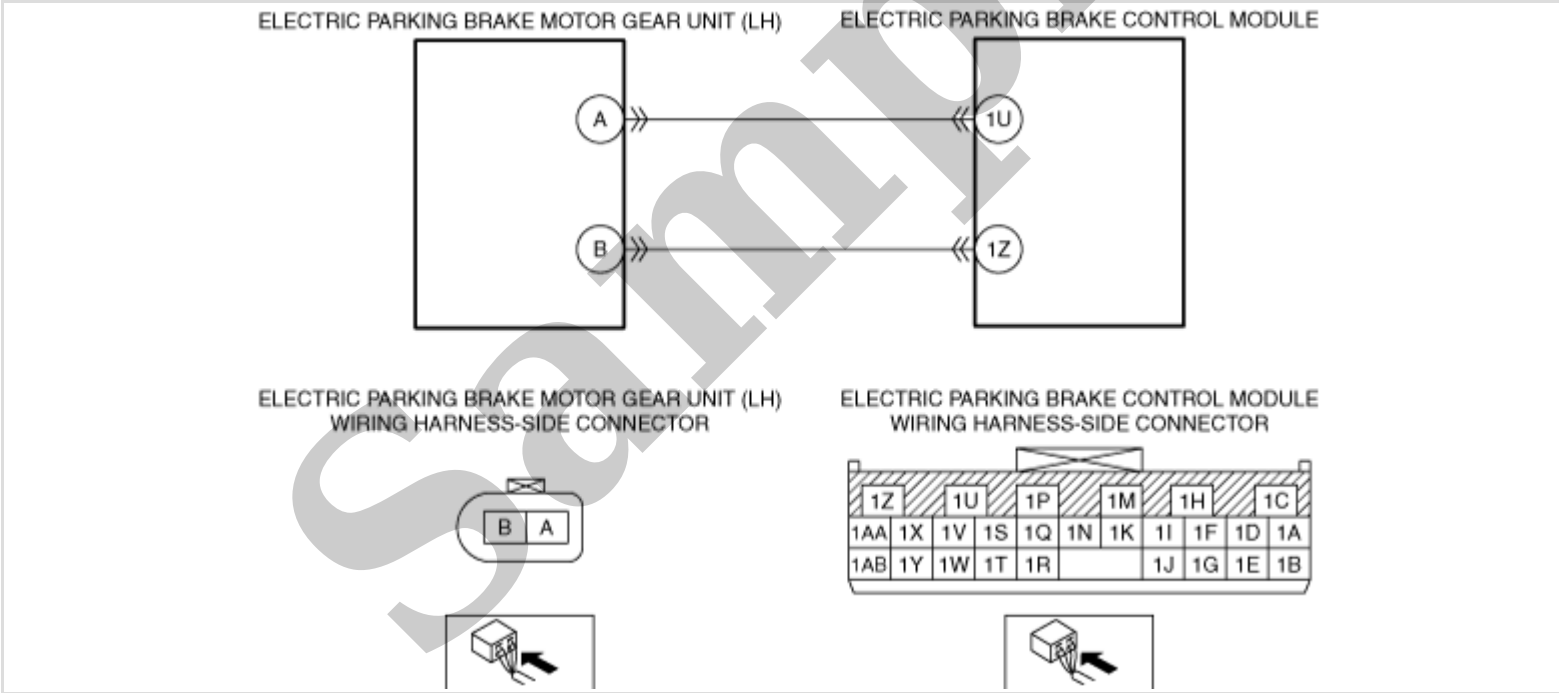 ELECTRIC PARKING BRAKE MOTOR GEAR UNIT (LH)
ELECTRIC PARKING BRAKE CONTROL MODULE
A
1U
B
1Z
ELECTRIC PARKING BRAKE MOTOR GEAR UNIT (LH)
WIRING HARNESS-SIDE CONNECTOR
ELECTRIC PARKING BRAKE CONTROL MODULE
WIRING HARNESS-SIDE CONNECTOR
B A
1Z 1U 1P 1M 1H 1C
1AA 1X 1V 1S 1Q 1N 1K 1I 1F 1D 1A
1AB 1Y 1W 1T 1R 1J 1G 1E 1B
Sample